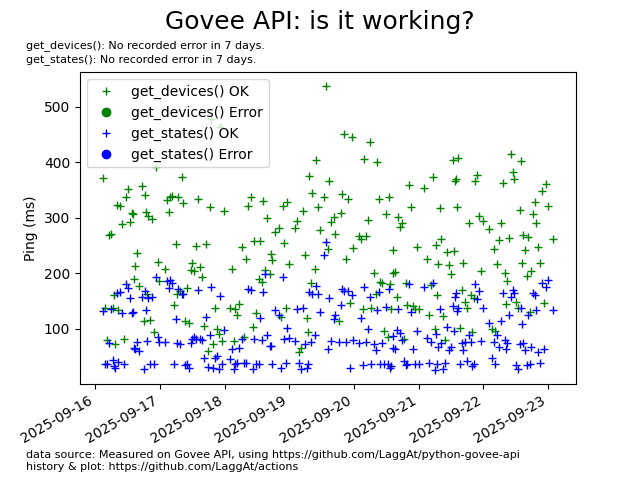 Govee API: is it working?
get_devices(): No recorded error in 7 days.
get_states(): No recorded error in 7 days.
get_devices() OK
get_devices() Error
get_states() OK
get_states() Error
Ping (ms)
500
400
300
200
100
2025-09-16
2025-09-17
2025-09-18
2025-09-19
2025-09-20
2025-09-21
2025-09-22
2025-09-23
data source: Measured on Govee API, using https://github.com/LaggAt/python-govee-api
history & plot: https://github.com/LaggAt/actions